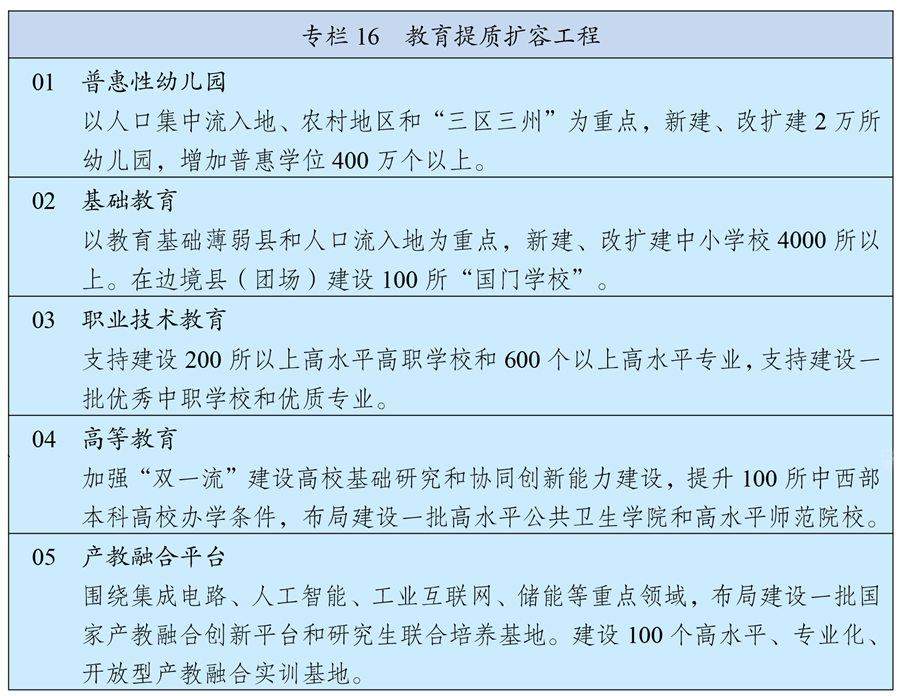 专栏 16 教育提质扩容工程
01 普惠性幼儿园
以人口集中流入地、农村地区和“三区三州”为重点，新建、改扩建 2 万所
幼儿园，增加普惠学位 400 万个以上。
02 基础教育
以教育基础薄弱县和人口流入地为重点，新建、改扩建中小学校 4000 所以
上。在边境县（团场）建设 100 所“国门学校”。
03 职业技术教育
支持建设 200 所以上高水平高职学校和 600 个以上高水平专业，支持建设一
批优秀中职学校和优质专业。
04 高等教育
加强“双一流”建设高校基础研究和协同创新能力建设，提升 100 所中西部
本科高校办学条件，布局建设一批高水平公共卫生学院和高水平师范院校。
05 产教融合平台
围绕集成电路、人工智能、工业互联网、储能等重点领域，布局建设一批国
家产教融合创新平台和研究生联合培养基地。建设 100 个高水平、专业化、
开放型产教融合实训基地。